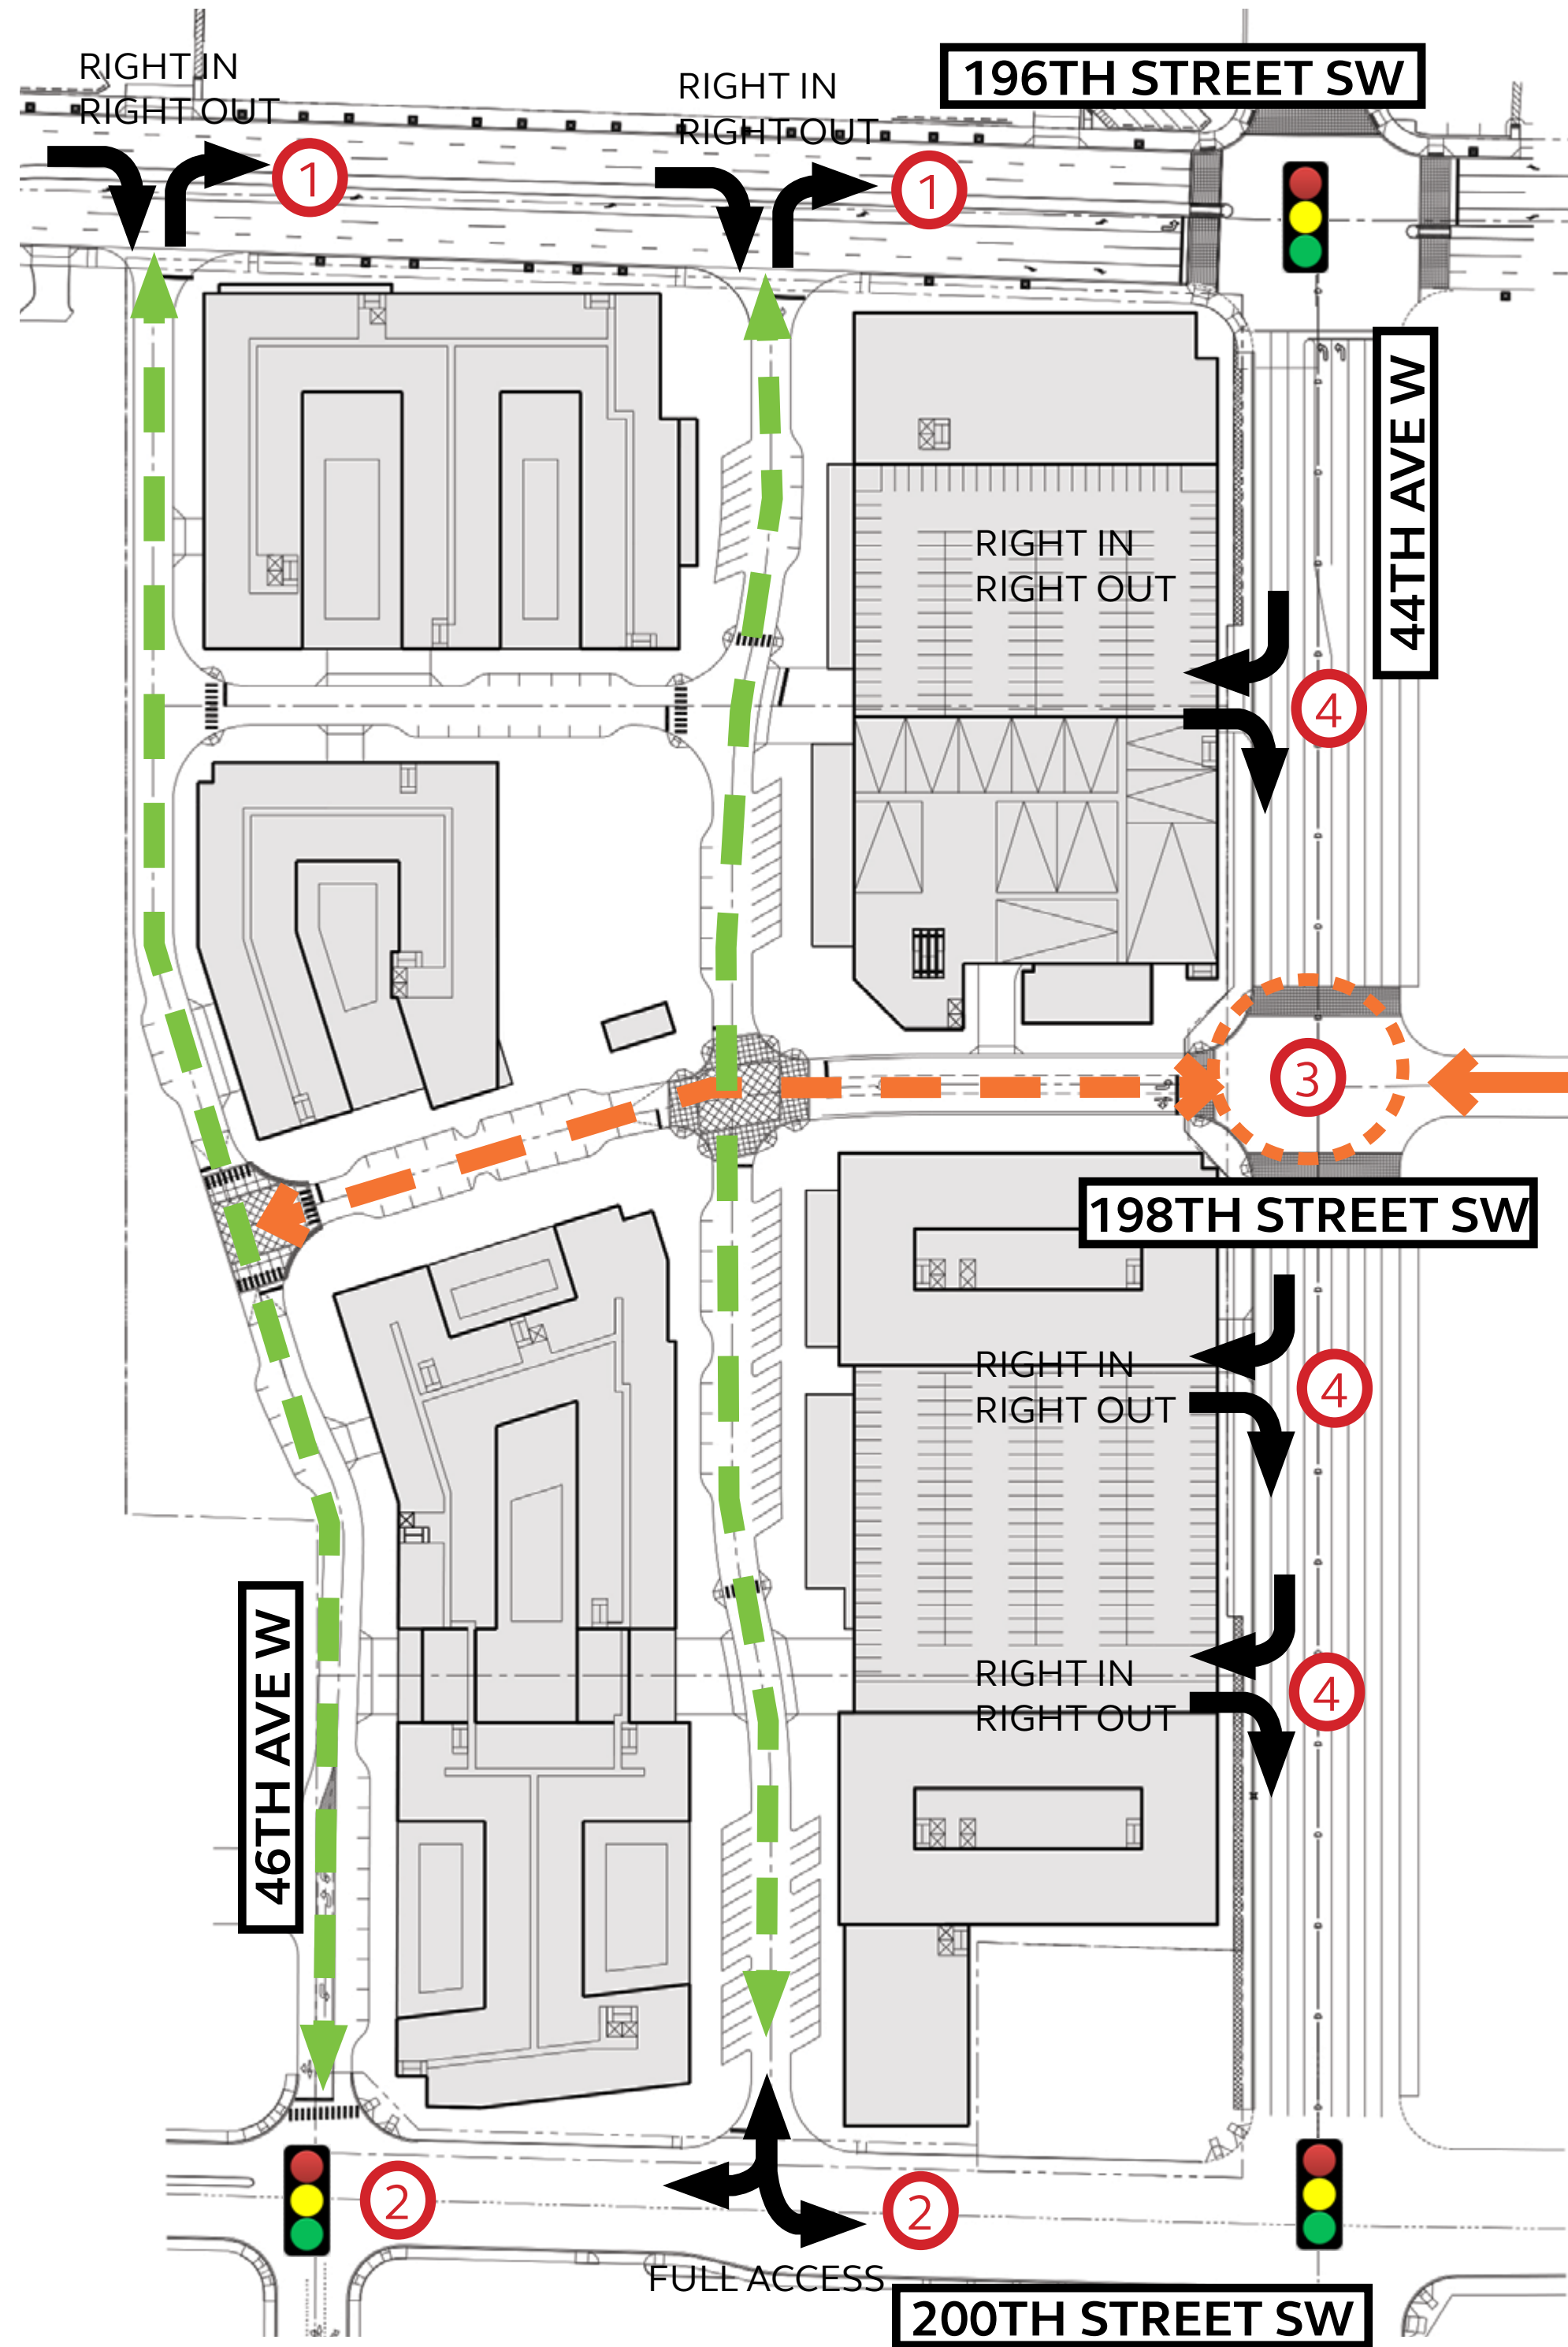 RIGHT IN
RIGHT OUT
1
RIGHT IN
RIGHT OUT
1
196TH STREET SW
44TH AVE W
RIGHT IN
RIGHT OUT
4
3
198TH STREET SW
RIGHT IN
RIGHT OUT
4
46TH AVE W
RIGHT IN
RIGHT OUT
4
2
2
FULL ACCESS
200TH STREET SW